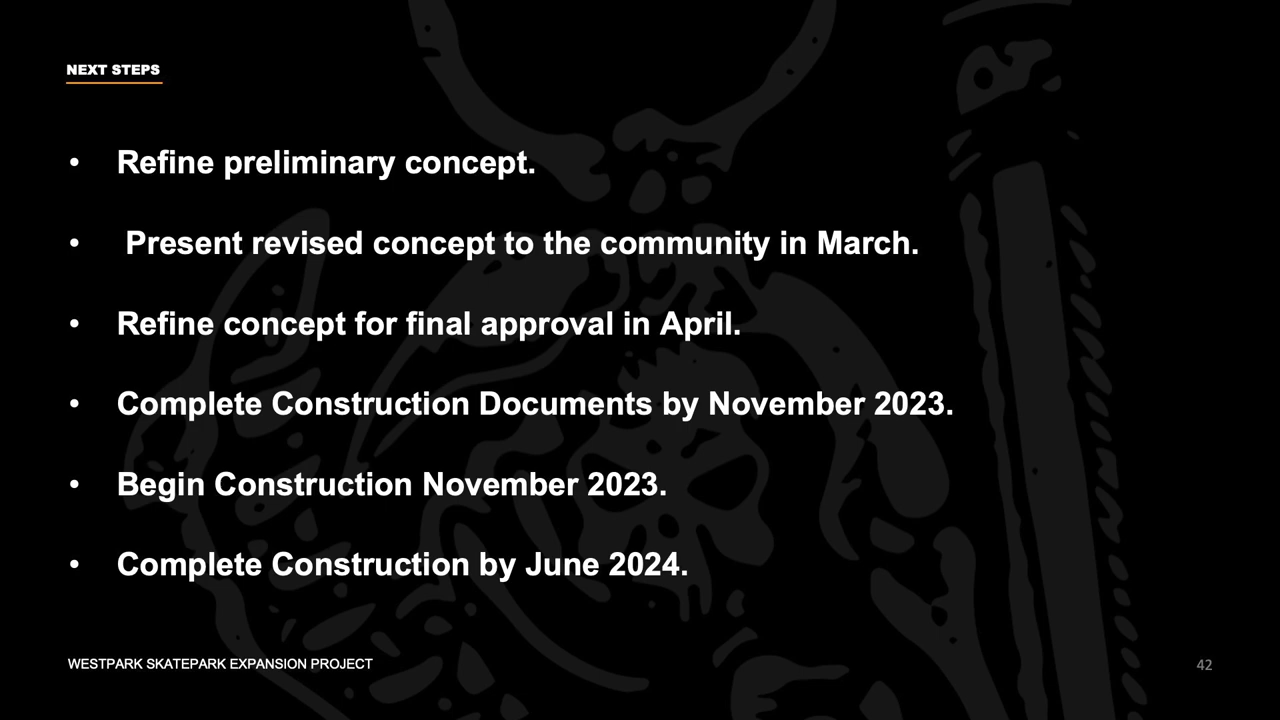 NEXT STEPS
• Refine preliminary concept.
• Present revised concept to the community in March.
• Refine concept for final approval in April.
• Complete Construction Documents by November 2023.
• Begin Construction November 2023.
• Complete Construction by June 2024.
WESTPARK SKATEPARK EXPANSION PROJECT
42